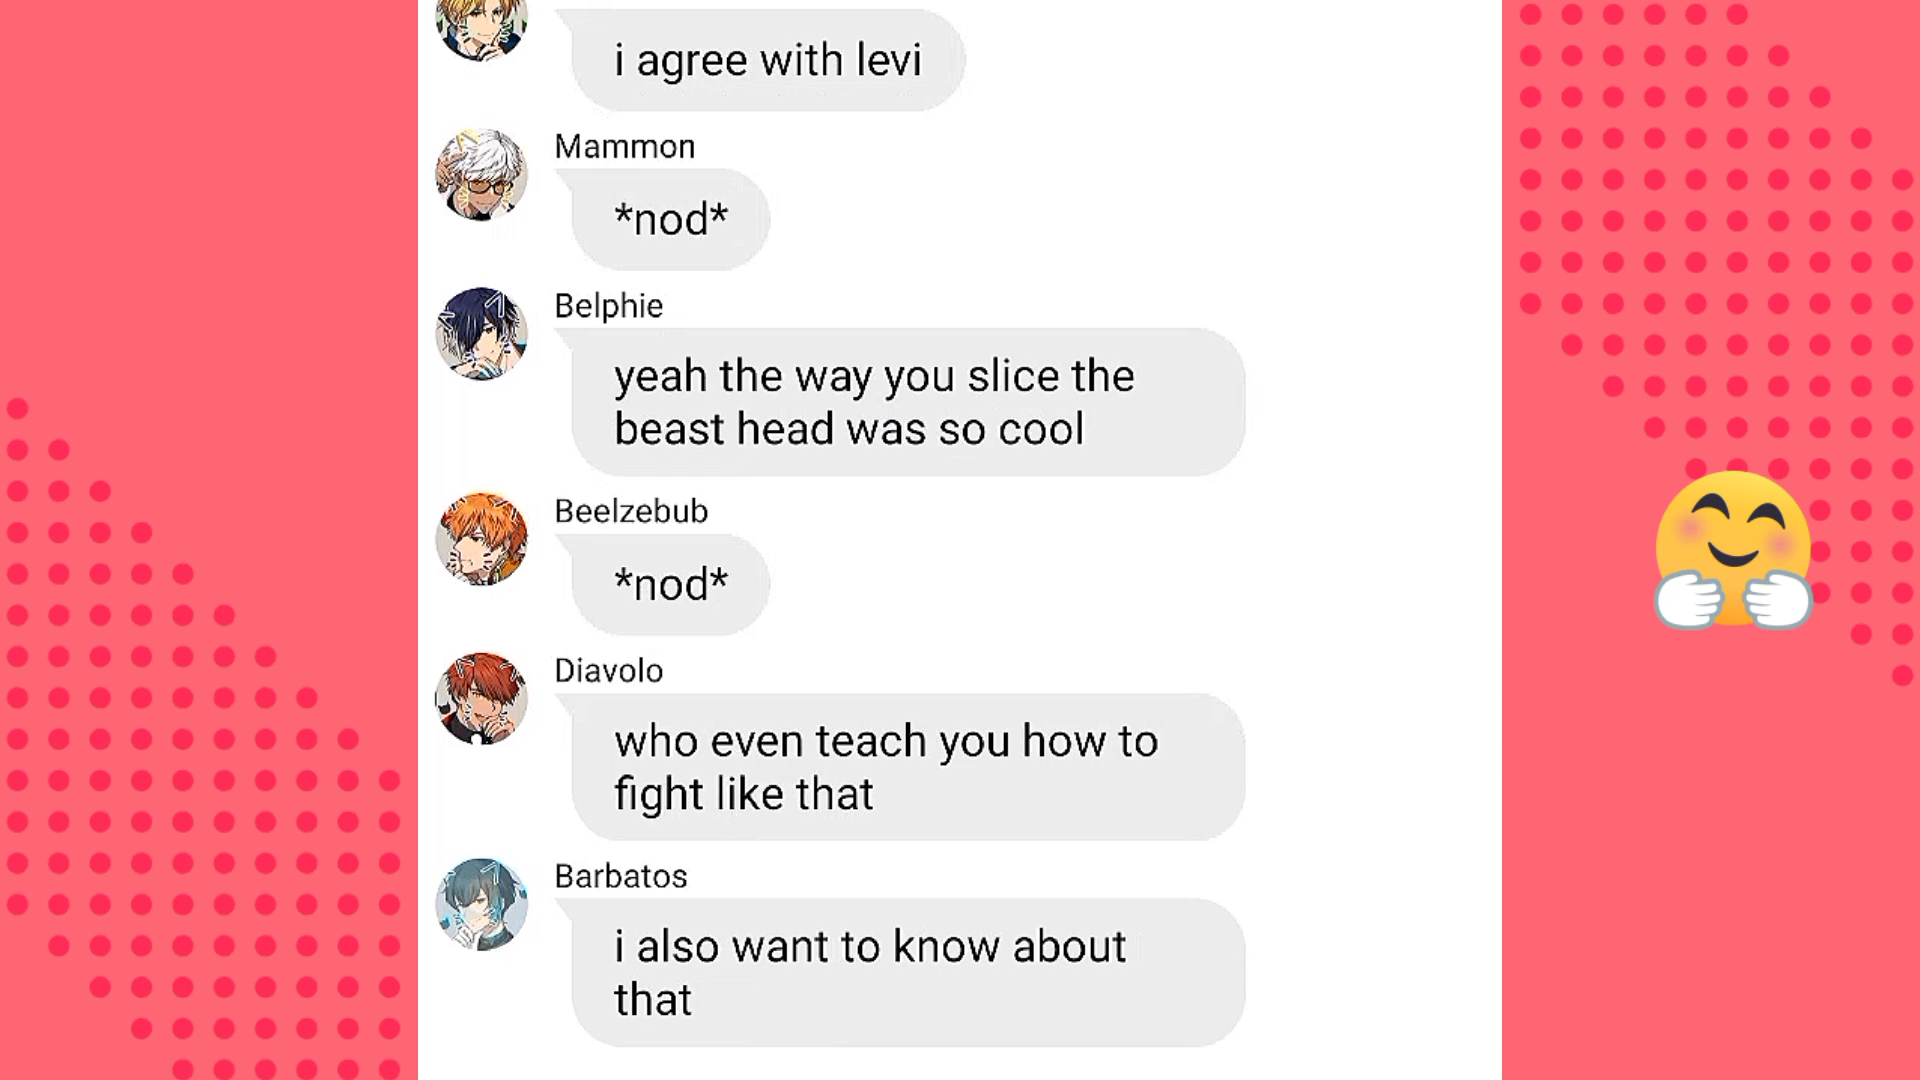 i agree with levi
Mammon
*nod*
Belphie
yeah the way you slice the
beast head was so cool
Beelzebub
*nod*
Diavolo
who even teach you how to
fight like that
Barbatos
i also want to know about
that